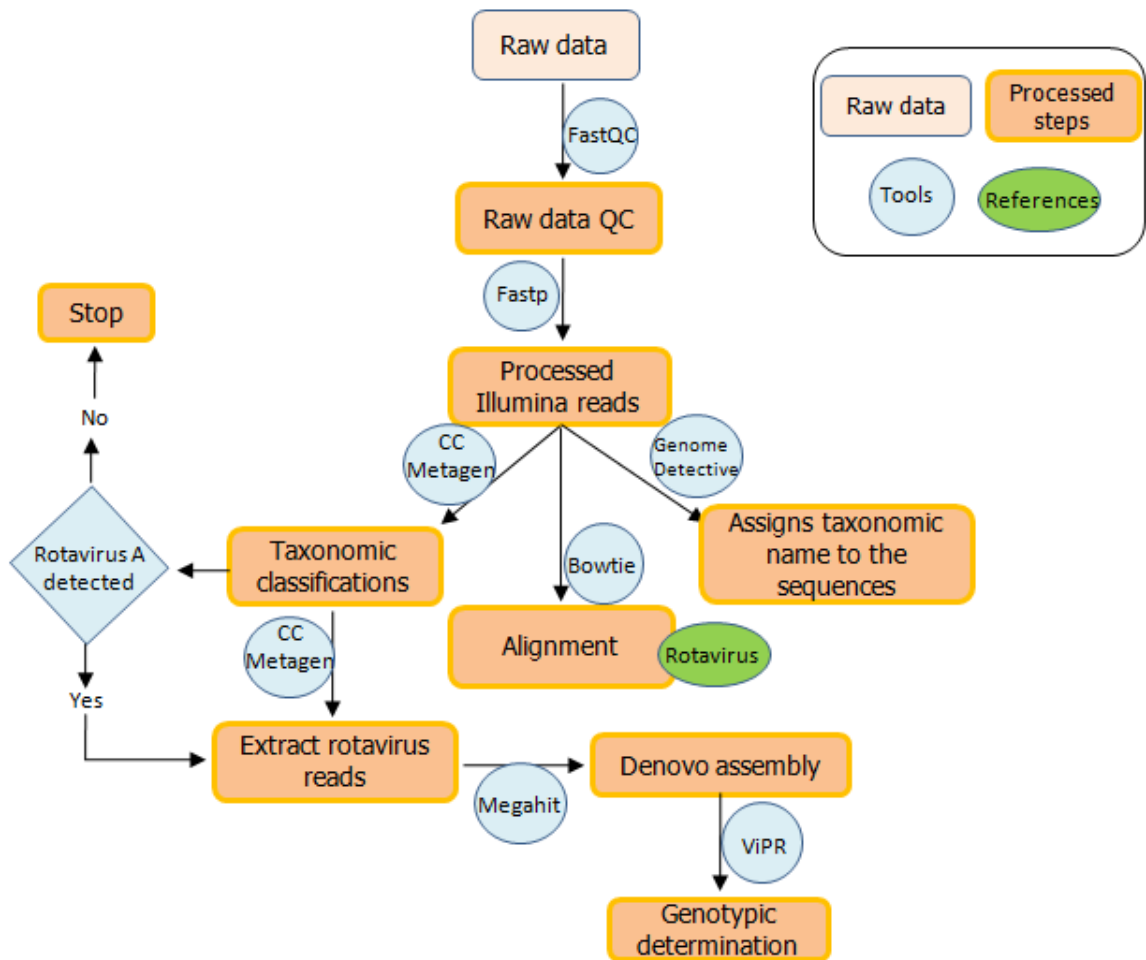 Raw data
FastQC
Raw data QC
Fastp
Processed
Illumina reads
CC
Metagen
Genome
Detective
Bowtie
Taxonomic
classifications
Alignment
Rotavirus
Assigns taxonomic
name to the
sequences
Stop
No
Rotavirus A
detected
Yes
CC
Metagen
Extract rotavirus
reads
Megahit
Denovo assembly
ViPR
Genotypic
determination
Raw data
Processed
steps
Tools
References